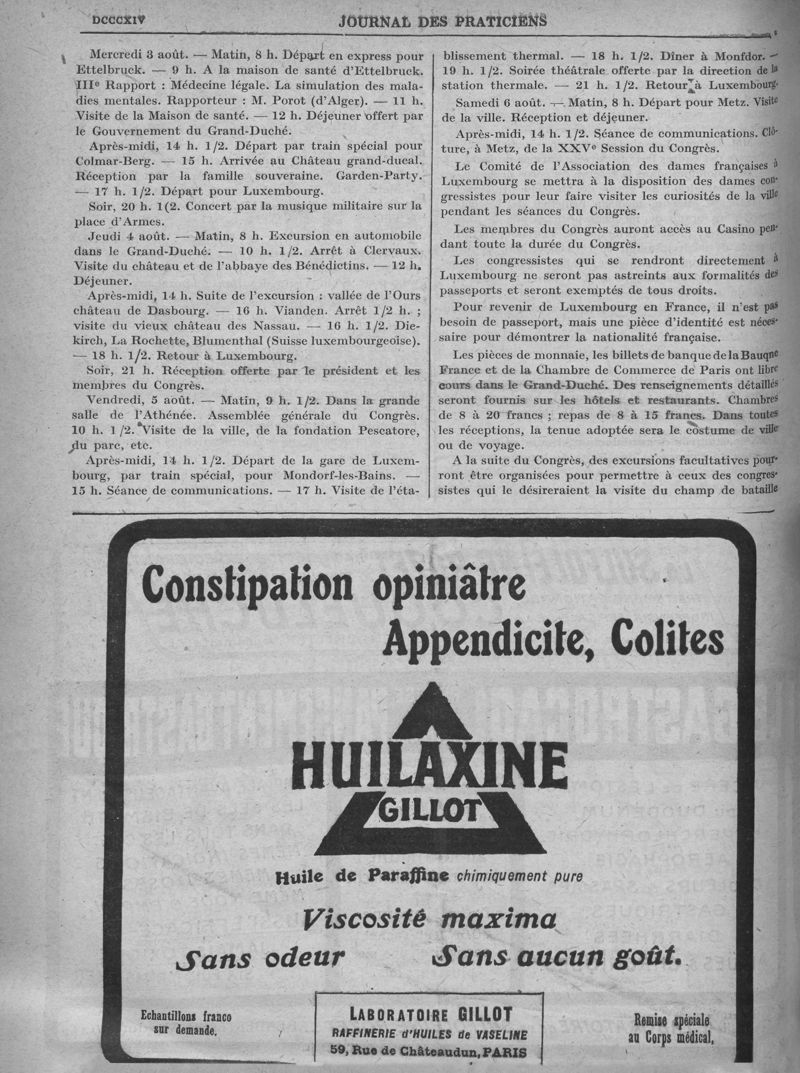 DCCCXIV
JOURNAL DES PRATICIENS
Mercredi 3 août. — Matin, 8 h. Départ en express pour
Ettelbruck. — 9 h. A la maison de santé d'Ettelbruck.
IIIe Rapport : Médecine légale. La simulation des mala-
dies mentales. Rapporteur : M. Porot (d'Alger). — 11 h.
Visite de la Maison de santé. — 12 h. Déjeuner offert par
le Gouvernement du Grand-Duché.
Après-midi, 14 h. 1/2. Départ par train spécial pour
Colmar-Berg. — 15 h. Arrivée au Château grand-ducal.
Réception par la famille souveraine. Garden-Party.
— 17 h. 1/2. Départ pour Luxembourg.
Soir, 20 h. 1(2. Concert par la musique militaire sur la
place d'Armes.
Jeudi 4 août. — Matin, 8 h. Excursion en automobile
dans le Grand-Duché. — 10 h. 1/2. Arrêt à Clervaux.
Visite du château et de l'abbaye des Bénédictins. — 12 h.
Déjeuner.
Après-midi, 14 h. Suite de l'excursion : vallée de l'Ours
château de Dasbourg. — 16 h. Vianden. Arrêt 1/2 h. ;
visite du vieux château des Nassau. — 16 h. 1/2. Die-
kirch, La Rochette, Blumenthal (Suisse luxembourgeoise).
— 18 h. 1/2. Retour à Luxembourg.
Soir, 21 h. Réception offerte par le président et les
membres du Congrès.
Vendredi, 5 août. — Matin, 9 h. 1/2. Dans la grande
salle de l'Athénée. Assemblée générale du Congrès.
10 h. 1/2. Visite de la ville, de la fondation Pescatore,
du parc, etc.
Après-midi, 14 h. 1/2. Départ de la gare de Luxem-
bourg, par train spécial, pour Mondorf-les-Bains. —
15 h. Séance de communications. — 17 h. Visite de l'éta-
blissement thermal. — 18 h. 1/2. Dîner à Monfdor. —
19 h. 1/2. Soirée théâtrale offerte par la direction de la
station thermale. — 21 h. 1/2. Retour à Luxembourg.
Samedi 6 août. — Matin, 8 h. Départ pour Metz. Visite
de la ville. Réception et déjeuner.
Après-midi, 14 h. 1/2. Séance de communications. Clô-
ture, à Metz, de la XXVe Session du Congrès.
Le Comité de l'Association des dames françaises à
Luxembourg se mettra à la disposition des dames con-
gressistes pour leur faire visiter les curiosités de la ville
pendant les séances du Congrès.
Les membres du Congrès auront accès au Casino pen-
dant toute la durée du Congrès.
Les congressistes qui se rendront directement à
Luxembourg ne seront pas astreints aux formalités des
passeports et seront exemptés de tous droits.
Pour revenir de Luxembourg en France, il n'est pas
besoin de passeport, mais une pièce d'identité est néces-
saire pour démontrer la nationalité française.
Les pièces de monnaie, les billets de banque de la Bauqne
France et de la Chambre de Commerce de Paris ont libre
cours dans le Grand-Duché. Des renseignements détaillés
seront fournis sur les hôtels et restaurants. Chambres
de 8 à 20 francs ; repas de 8 à 15 francs. Dans toutes
les réceptions, la tenue adoptée sera le costume de ville
ou de voyage.
A la suite du Congrès, des excursions facultatives pour-
ront être organisées pour permettre à ceux des congres-
sistes qui le désireraient la visite du champ de bataille
Constipation opiniâtre
Appendicite, Colites
HUILAXINE
GILLOT
Huile de Paraffine chimiquement pure
Viscosité maxima
Sans odeur Sans aucun goût.
Echantillons franco
sur demande.
LABORATOIRE GILLOT
RAFFINERIE d'HUILES de VASELINE
59, Rue de Châteaudun, PARIS
Remise spéciale
au Corps médical.